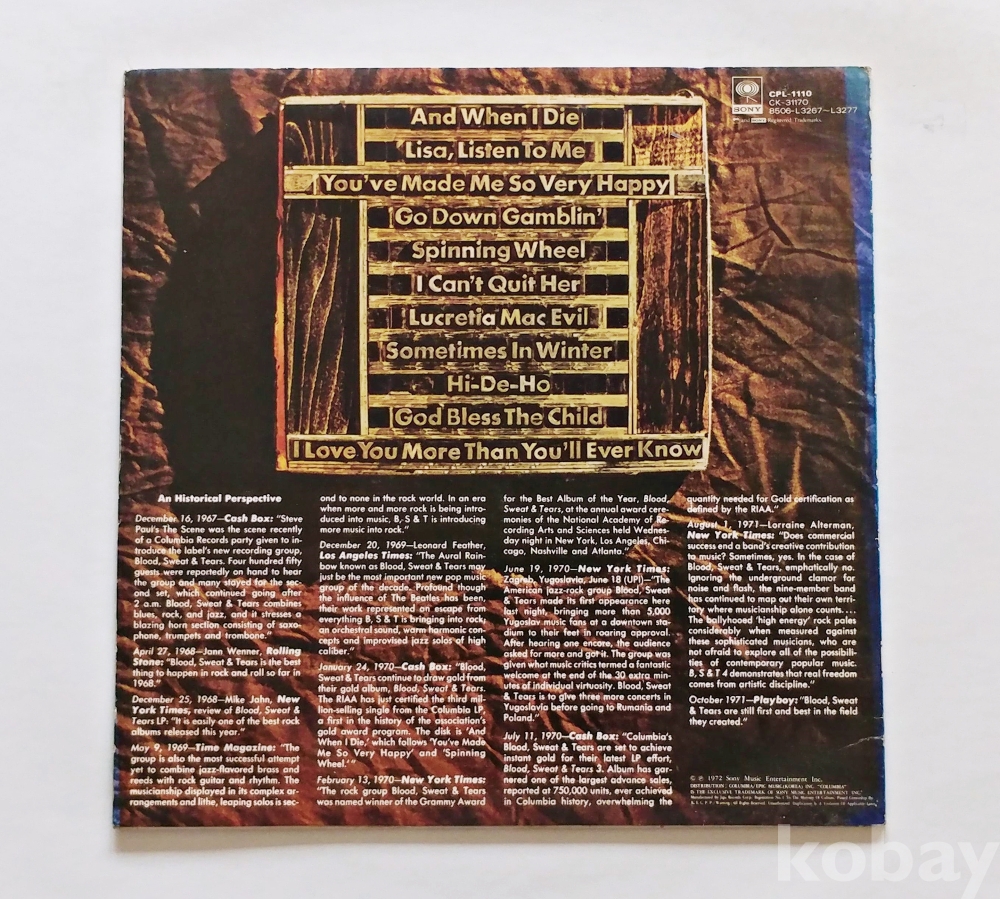 SONY
CPL-1110
CK-31170
8506-L3267~L3277
and SONY Registered Trademarks.
And When I Die
Lisa, Listen To Me
You've Made Me So Very Happy
Go Down Gamblin'
Spinning Wheel
I Can't Quit Her
Lucretia Mac Evil
Sometimes In Winter
Hi-De-Ho
God Bless The Child
I Love You More Than You'll Ever Know
An Historical Perspective
December 16, 1967—Cash Box: "Steve
Paul's The Scene was the scene recently
of a Columbia Records party given to in-
troduce the label's new recording group,
Blood, Sweat & Tears. Four hundred fifty
guests were reportedly on hand to hear
the group and many stayed for the sec-
ond set, which continued going after
2 a.m. Blood, Sweat & Tears combines
blues, rock, and jazz, and it stresses a
blazing horn section consisting of saxo-
phone, trumpets and trombone."
April 27, 1968—Jann Wenner, Rolling
Stone: "Blood, Sweat & Tears is the best
thing to happen in rock and roll so far in
1968."
December 25, 1968—Mike Jahn, New
York Times, review of Blood, Sweat &
Tears LP: "It is easily one of the best rock
albums released this year."
May 9, 1969—Time Magazine: "The
group is also the most successful attempt
yet to combine jazz-flavored brass and
reeds with rock guitar and rhythm. The
musicianship displayed in its complex ar-
rangements and lithe, leaping solos is sec-
ond to none in the rock world. In an era
when more and more rock is being intro-
duced into music, B, S & T is introducing
more music into rock."
December 20, 1969—Leonard Feather,
Los Angeles Times: "The Aural Rain-
bow known as Blood, Sweat & Tears may
just be the most important new pop music
group of the decade. Profound though
the influence of The Beatles has been,
their work represented an escape from
everything B, S & T is bringing into rock;
an orchestral sound, warm harmonic con-
cepts and improvised jazz solos of high
caliber."
January 24, 1970—Cash Box: "Blood,
Sweat & Tears continue to draw gold from
their gold album, Blood, Sweat & Tears.
The RIAA has just certified the third mil-
lion-selling single from the Columbia LP,
a first in the history of the association's
gold award program. The disk is 'And
When I Die,' which follows 'You've Made
Me So Very Happy' and 'Spinning
Wheel.'"
February 13, 1970—New York Times:
"The rock group Blood, Sweat & Tears
was named winner of the Grammy Award
for the Best Album of the Year, Blood,
Sweat & Tears, at the annual award cere-
monies of the National Academy of Re-
cording Arts and Sciences held Wednes-
day night in New York, Los Angeles, Chi-
cago, Nashville and Atlanta."
June 19, 1970—New York Times:
Zagreb, Yugoslavia, June 18 (UPI)—"The
American jazz-rock group Blood, Sweat
& Tears made its first appearance here
last night, bringing more than 5,000
Yugoslav music fans at a downtown sta-
dium to their feet in roaring approval.
After hearing one encore, the audience
asked for more and got it. The group was
given what music critics termed a fantastic
welcome at the end of the 30 extra min-
utes of individual virtuosity. Blood, Sweat
& Tears is to give three more concerts in
Yugoslavia before going to Rumania and
Poland."
July 11, 1970—Cash Box: "Columbia's
Blood, Sweat & Tears are set to achieve
instant gold for their latest LP effort,
Blood, Sweat & Tears 3. Album has gar-
nered one of the largest advance sales,
reported at 750,000 units, ever achieved
in Columbia history, overwhelming the
quantity needed for Gold certification as
defined by the RIAA."
August 1, 1971—Lorraine Alterman,
New York Times: "Does commercial
success end a band's creative contribution
to music? Sometimes, yes. In the case of
Blood, Sweat & Tears, emphatically no.
Ignoring the underground clamor for
noise and flash, the nine-member band
has continued to map out their own terri-
tory where musicianship alone counts....
The ballyhooed 'high energy' rock pales
considerably when measured against
these sophisticated musicians, who are
not afraid to explore all of the possibili-
ties of contemporary popular music.
B, S & T 4 demonstrates that real freedom
comes from artistic discipline."
October 1971—Playboy: "Blood, Sweat
& Tears are still first and best in the field
they created."
© ℗ 1972 Sony Music Entertainment Inc.
DISTRIBUTION : COLUMBIA/EPIC MUSIC(KOREA) INC. "COLUMBIA"
IS THE EXCLUSIVE TRADEMARK OF SONY MUSIC ENTERTAINMENT INC.
kobay